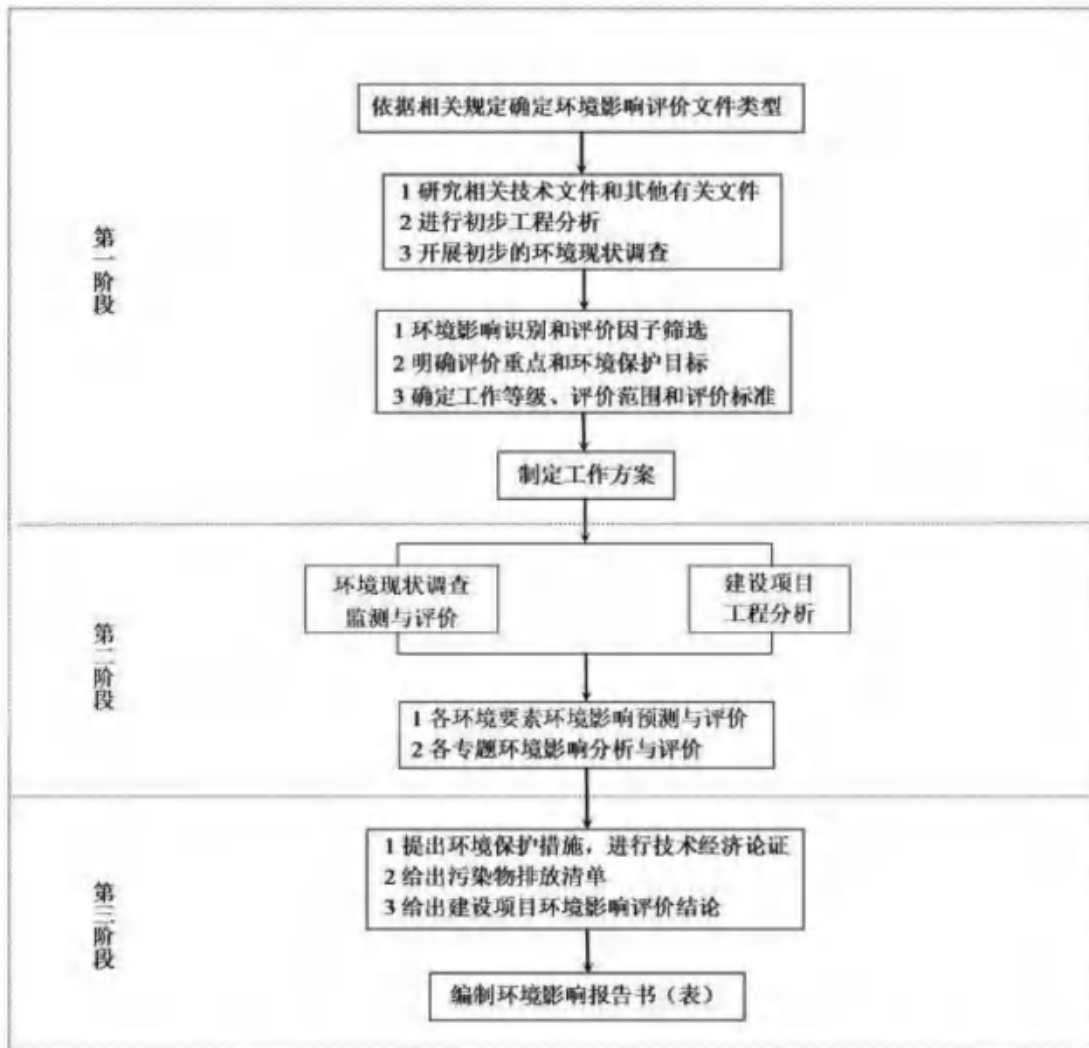 依据相关规定确定环境影响评价文件类型
1 研究相关技术文件和其他有关文件
2 进行初步工程分析
3 开展初步的环境现状调查
第一阶段
1 环境影响识别和评价因子筛选
2 明确评价重点和环境保护目标
3 确定工作等级、评价范围和评价标准
制定工作方案
环境现状调查
监测与评价
建设项目
工程分析
第二阶段
1 各环境要素环境影响预测与评价
2 各专题环境影响分析与评价
1 提出环境保护措施，进行技术经济论证
2 给出污染物排放清单
3 给出建设项目环境影响评价结论
第三阶段
编制环境影响报告书（表）